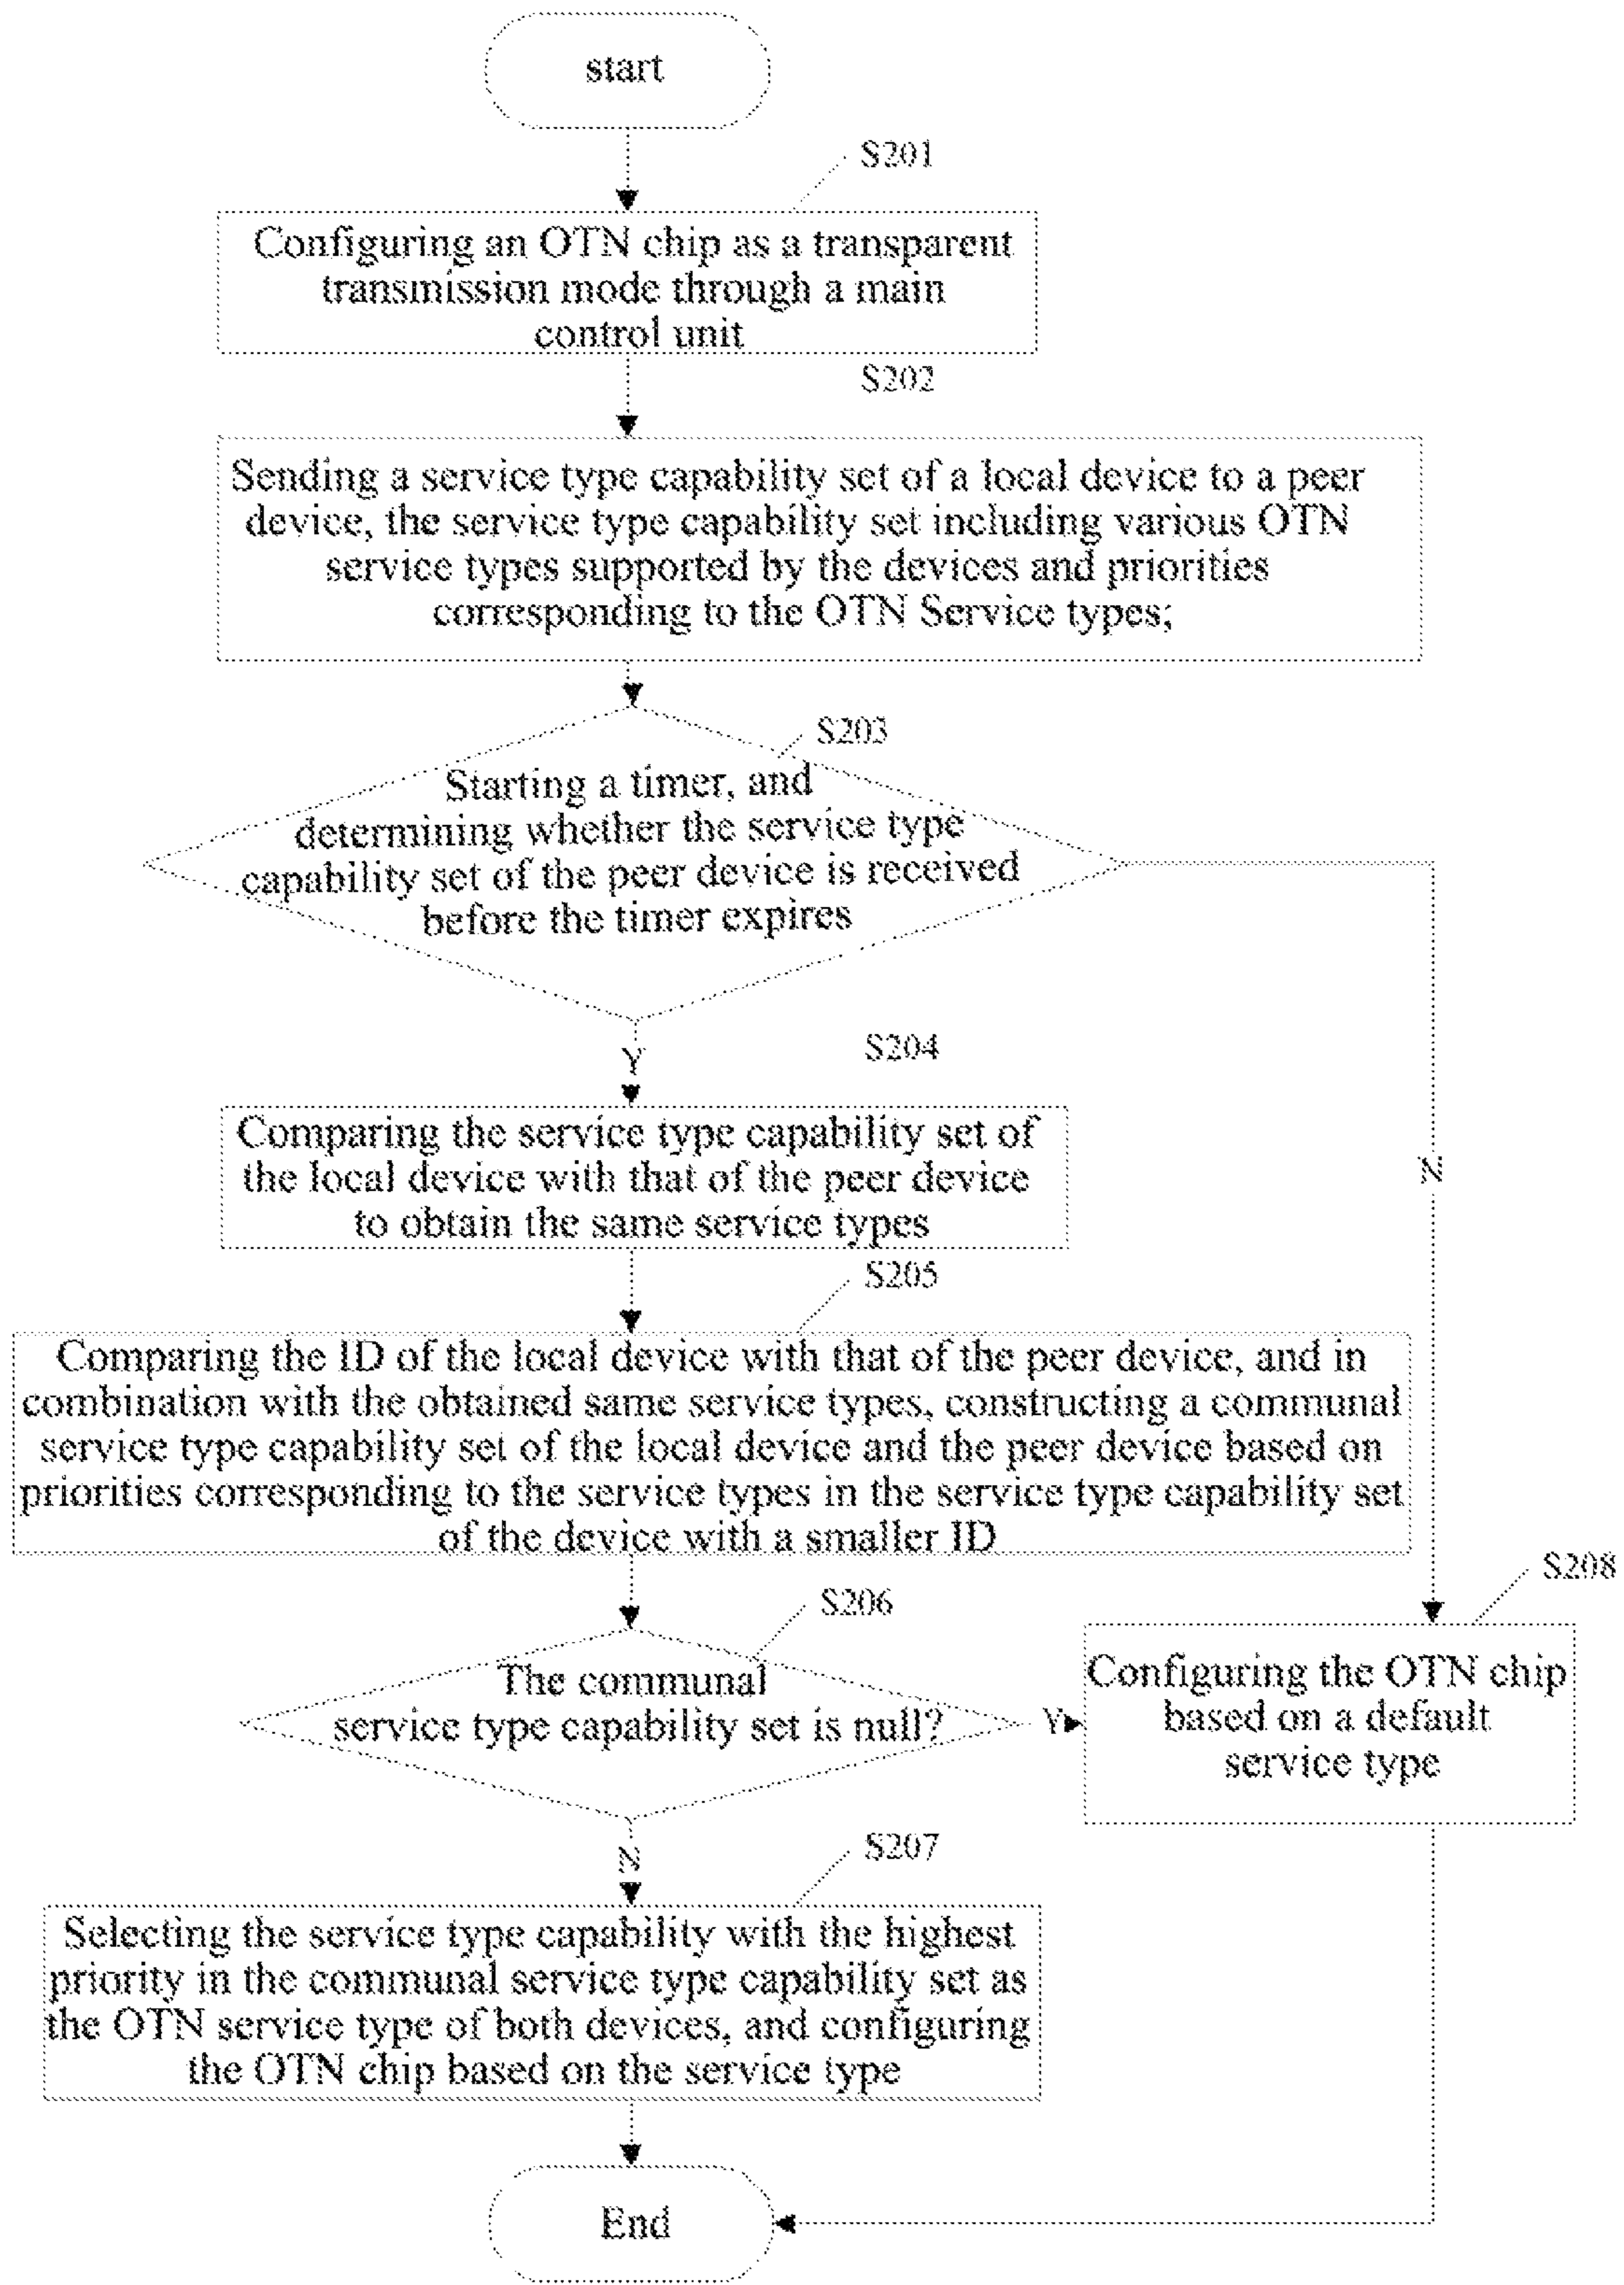 start
S201
Configuring an OTN chip as a transparent
transmission mode through a main
control unit
S202
Sending a service type capability set of a local device to a peer
device, the service type capability set including various OTN
service types supported by the devices and priorities
corresponding to the OTN Service types;
S203
Starting a timer, and
determining whether the service type
capability set of the peer device is received
before the timer expires
Y
S204
N
Comparing the service type capability set of
the local device with that of the peer device
to obtain the same service types
S205
Comparing the ID of the local device with that of the peer device, and in
combination with the obtained same service types, constructing a communal
service type capability set of the local device and the peer device based on
priorities corresponding to the service types in the service type capability set
of the device with a smaller ID
S206
The communal
service type capability set is null?
Y
S208
Configuring the OTN chip
based on a default
service type
N
S207
Selecting the service type capability with the highest
priority in the communal service type capability set as
the OTN service type of both devices, and configuring
the OTN chip based on the service type
End